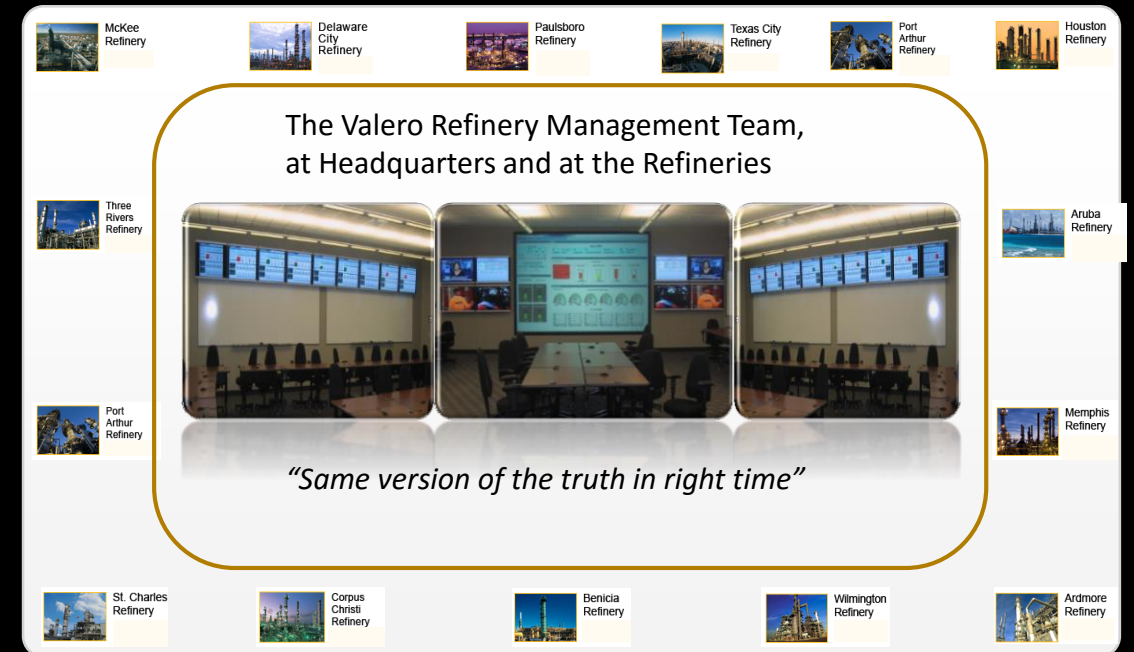 McKee
Refinery
Delaware
City
Refinery
Paulsboro
Refinery
Texas City
Refinery
Port
Arthur
Refinery
Houston
Refinery
The Valero Refinery Management Team,
at Headquarters and at the Refineries
Three
Rivers
Refinery
Aruba
Refinery
Port
Arthur
Refinery
Memphis
Refinery
“Same version of the truth in right time”
St. Charles
Refinery
Corpus
Christi
Refinery
Benicia
Refinery
Wilmington
Refinery
Ardmore
Refinery